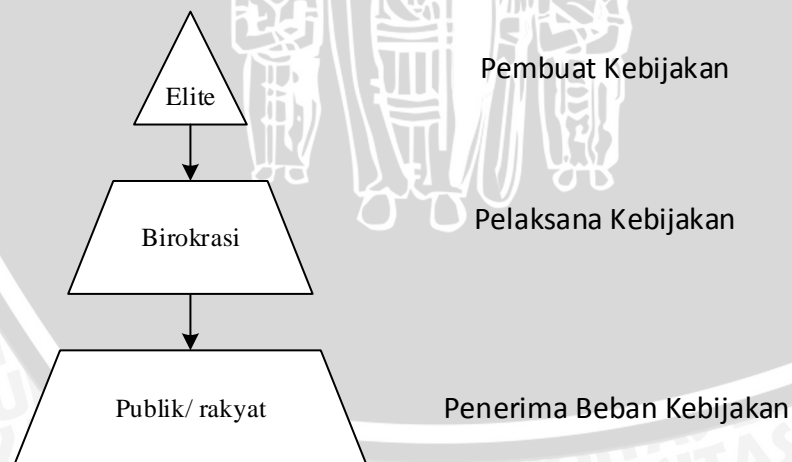 Elite
Pembuat Kebijakan
Birokrasi
Pelaksana Kebijakan
Publik/ rakyat
Penerima Beban Kebijakan